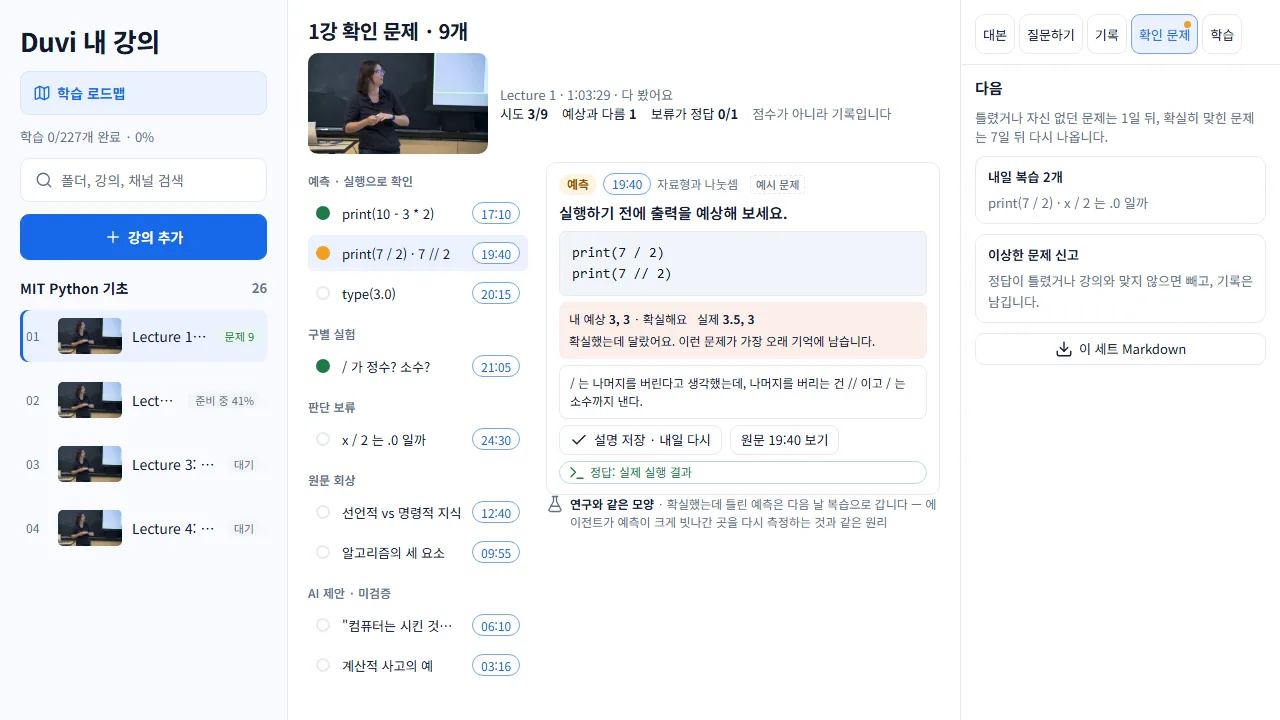 Duvi 내 강의
학습 로드맵
학습 0/227개 완료 · 0%
폴더, 강의, 채널 검색
강의 추가
MIT Python 기초 26
01 Lecture 1··· 문제 9
02 Lect··· 준비 중 41%
03 Lecture 3: ··· 대기
04 Lecture 4: ··· 대기
1강 확인 문제 · 9개
Lecture 1 · 1:03:29 · 다 봤어요
시도 3/9 예상과 다름 1 보류가 정답 0/1 점수가 아니라 기록입니다
예측 · 실행으로 확인
print(10 - 3 * 2) 17:10
print(7 / 2) · 7 // 2 19:40
type(3.0) 20:15
구별 실험
/ 가 정수? 소수? 21:05
판단 보류
x / 2 는 .0 일까 24:30
원문 회상
선언적 vs 명령적 지식 12:40
알고리즘의 세 요소 09:55
AI 제안 · 미검증
"컴퓨터는 시킨 것··· 06:10
계산적 사고의 예 03:16
예측 19:40 자료형과 나눗셈 예시 문제
실행하기 전에 출력을 예상해 보세요.
print(7 / 2)
print(7 // 2)
내 예상 3, 3 · 확실해요 실제 3.5, 3
확실했는데 달랐어요. 이런 문제가 가장 오래 기억에 남습니다.
/ 는 나머지를 버린다고 생각했는데, 나머지를 버리는 건 // 이고 / 는
소수까지 낸다.
설명 저장 · 내일 다시 원문 19:40 보기
정답: 실제 실행 결과
연구와 같은 모양 · 확실했는데 틀린 예측은 다음 날 복습으로 갑니다 — 에
이전트가 예측이 크게 빗나간 곳을 다시 측정하는 것과 같은 원리
대본 질문하기 기록 확인 문제 학습
다음
틀렸거나 자신 없던 문제는 1일 뒤, 확실히 맞힌 문제
는 7일 뒤 다시 나옵니다.
내일 복습 2개
print(7 / 2) · x / 2 는 .0 일까
이상한 문제 신고
정답이 틀렸거나 강의와 맞지 않으면 빼고, 기록은
남깁니다.
이 세트 Markdown